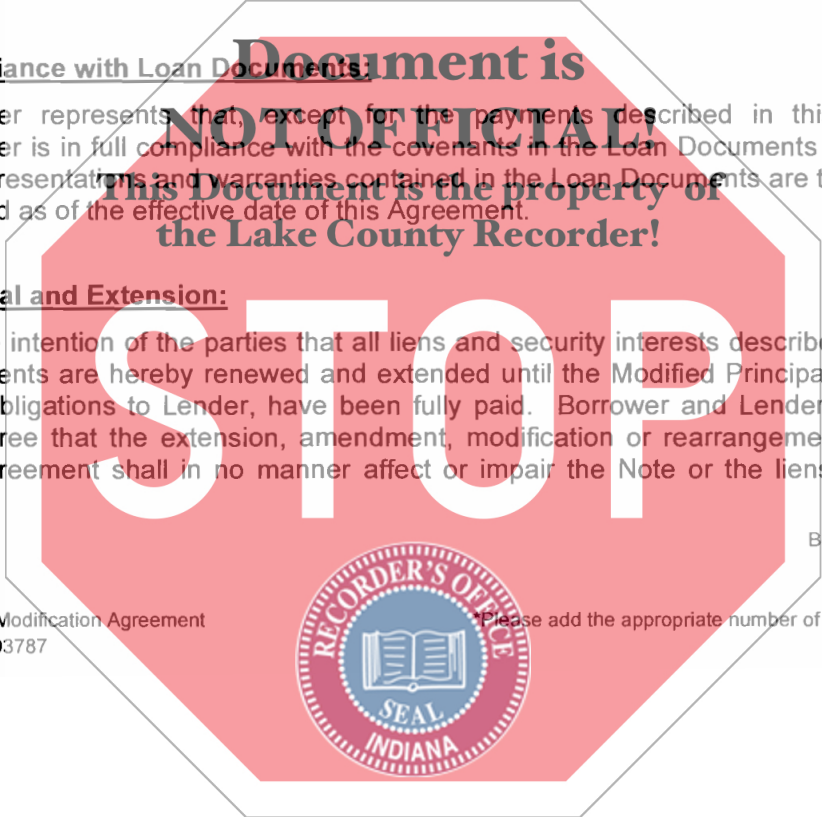 Document is
iance with Loan Documents:
er represents that, except for the payments described in thi
NOT OFFICIAL!
er is in full compliance with the covenants in the Loan Documents
This Document is the property of
resentations and warranties contained in the Loan Documents are t
d as of the effective date of this Agreement.
the Lake County Recorder!
al and Extension:
intention of the parties that all liens and security interests describe
ents are hereby renewed and extended until the Modified Principa
bligations to Lender, have been fully paid. Borrower and Lender
ree that the extension, amendment, modification or rearrangeme
reement shall in no manner affect or impair the Note or the liens
STOP
B
Modification Agreement *Please add the appropriate number of
3787
RECORDER'S OFFICE
SEAL
INDIANA